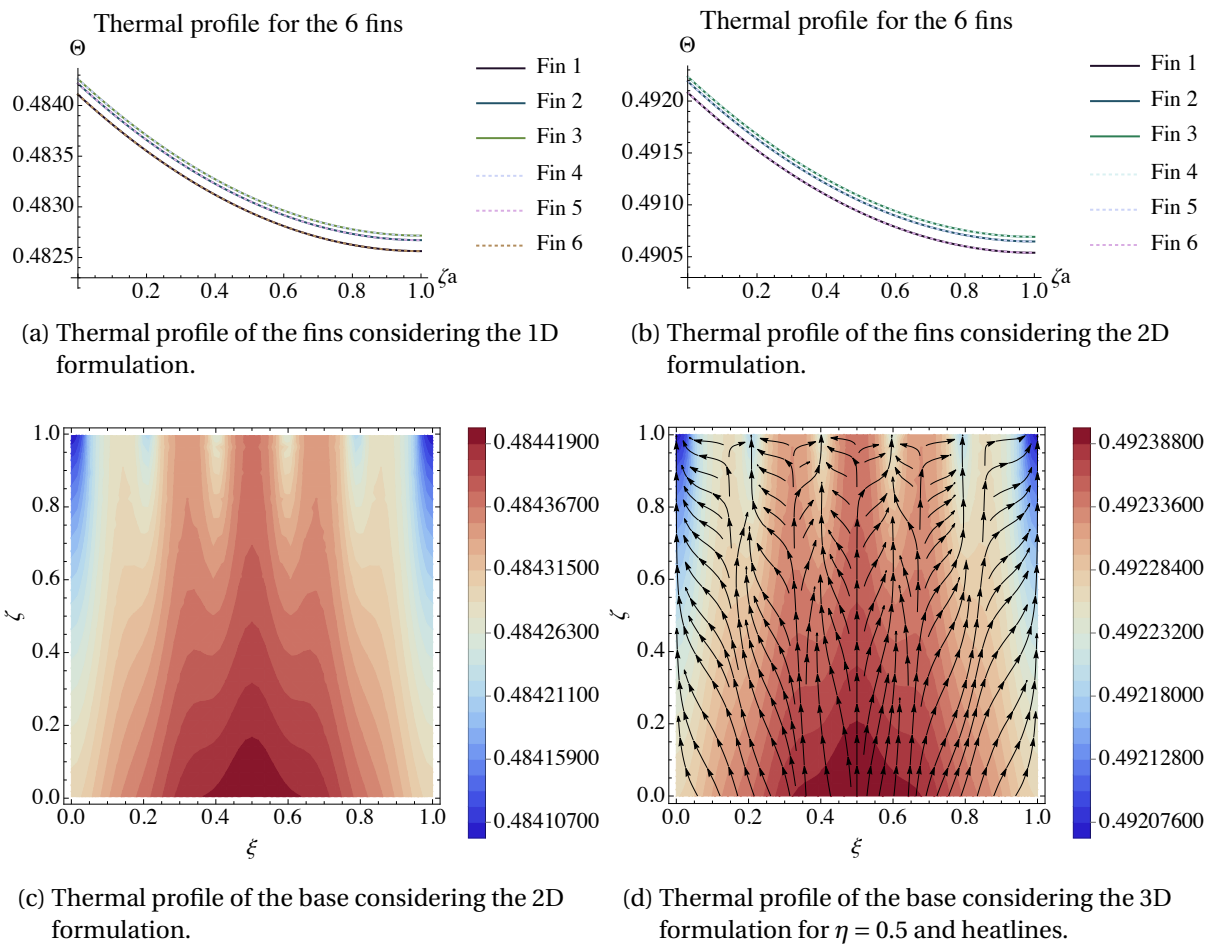 Thermal profile for the 6 fins
Θ
0.4840
0.4835
0.4830
0.4825
0.2
0.4
0.6
0.8
1.0
ζa
Fin 1
Fin 2
Fin 3
Fin 4
Fin 5
Fin 6
(a) Thermal profile of the fins considering the 1D
formulation.
Thermal profile for the 6 fins
Θ
0.4920
0.4915
0.4910
0.4905
0.2
0.4
0.6
0.8
1.0
ζa
Fin 1
Fin 2
Fin 3
Fin 4
Fin 5
Fin 6
(b) Thermal profile of the fins considering the 2D
formulation.
1.0
0.8
0.6
0.4
0.2
0.0
ζ
0.0
0.2
0.4
0.6
0.8
1.0
ξ
0.48441900
0.48436700
0.48431500
0.48426300
0.48421100
0.48415900
0.48410700
(c) Thermal profile of the base considering the 2D
formulation.
1.0
0.8
0.6
0.4
0.2
0.0
ζ
0.0
0.2
0.4
0.6
0.8
1.0
ξ
0.49238800
0.49233600
0.49228400
0.49223200
0.49218000
0.49212800
0.49207600
(d) Thermal profile of the base considering the 3D
formulation for η = 0.5 and heatlines.